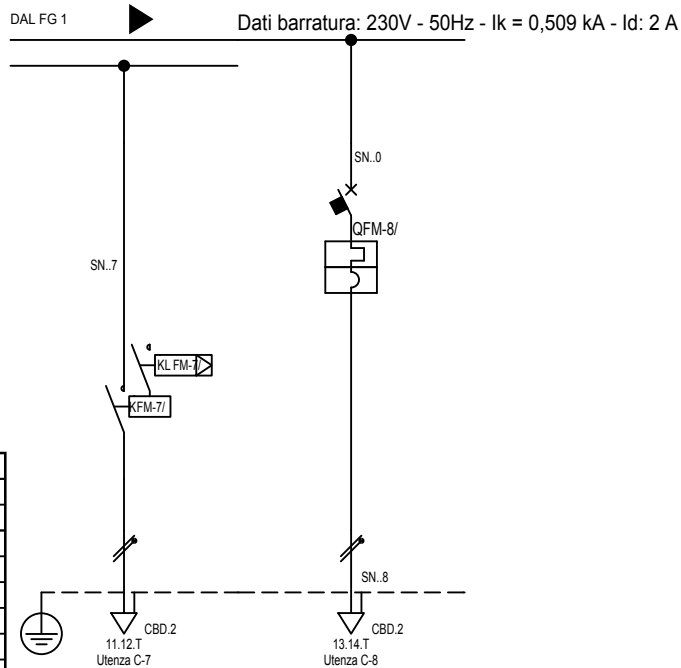 DAL FG 1
Dati barratura: 230V - 50Hz - Ik = 0,509 kA - Id: 2 A
SN..0
QFM-8/
SN..7
KL FM-7/
KFM-7/
SN..8
CBD.2
CBD.2
11.12.T
13.14.T
Utenza C-7
Utenza C-8